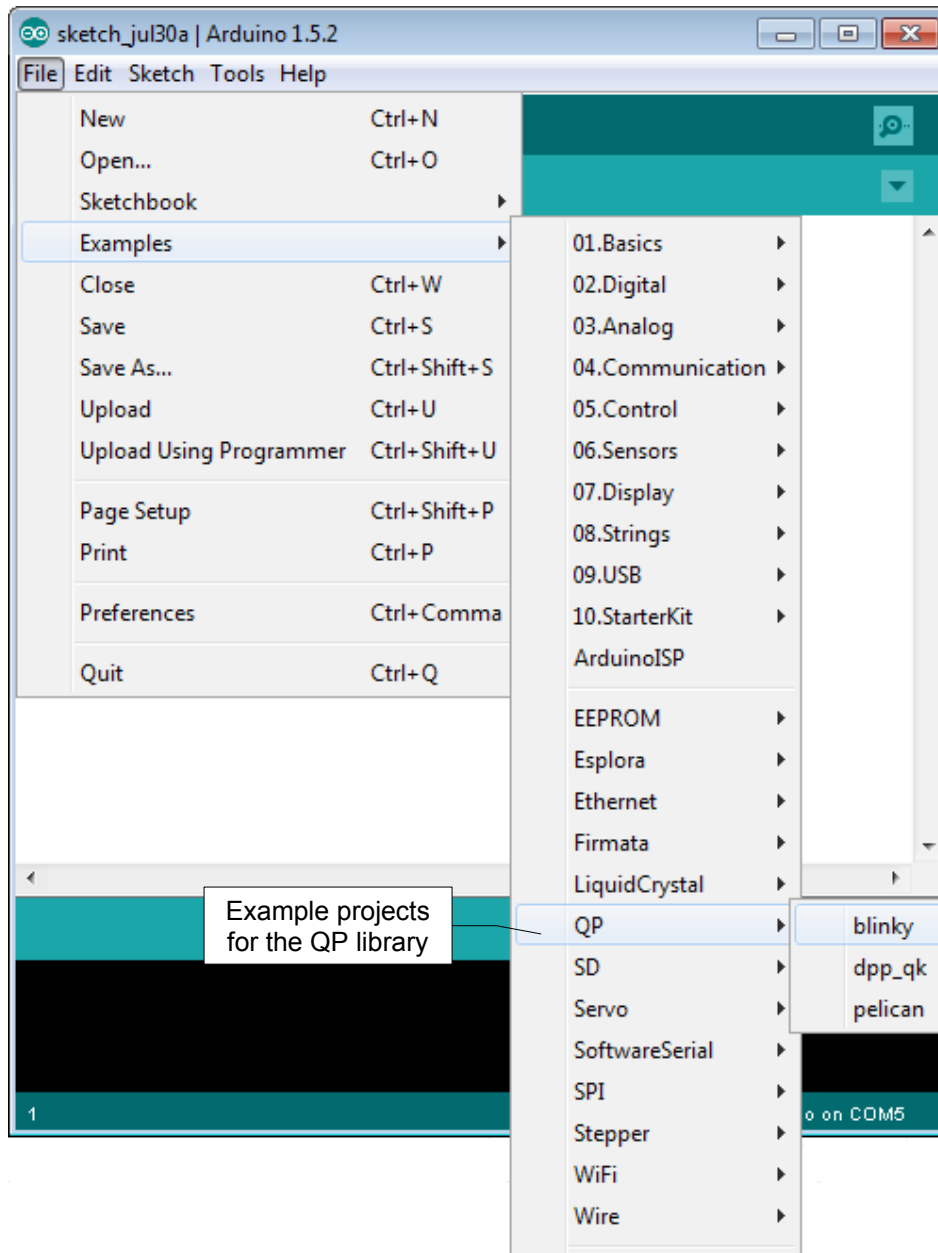 sketch_jul30a | Arduino 1.5.2
File Edit Sketch Tools Help
New Ctrl+N
Open... Ctrl+O
Sketchbook
Examples
Close Ctrl+W
Save Ctrl+S
Save As... Ctrl+Shift+S
Upload Ctrl+U
Upload Using Programmer Ctrl+Shift+U
Page Setup Ctrl+Shift+P
Print Ctrl+P
Preferences Ctrl+Comma
Quit Ctrl+Q
01.Basics
02.Digital
03.Analog
04.Communication
05.Control
06.Sensors
07.Display
08.Strings
09.USB
10.StarterKit
ArduinoISP
EEPROM
Esplora
Ethernet
Firmata
LiquidCrystal
QP
SD
Servo
SoftwareSerial
SPI
Stepper
WiFi
Wire
blinky
dpp_qk
pelican
Example projects
for the QP library
1 o on COM5